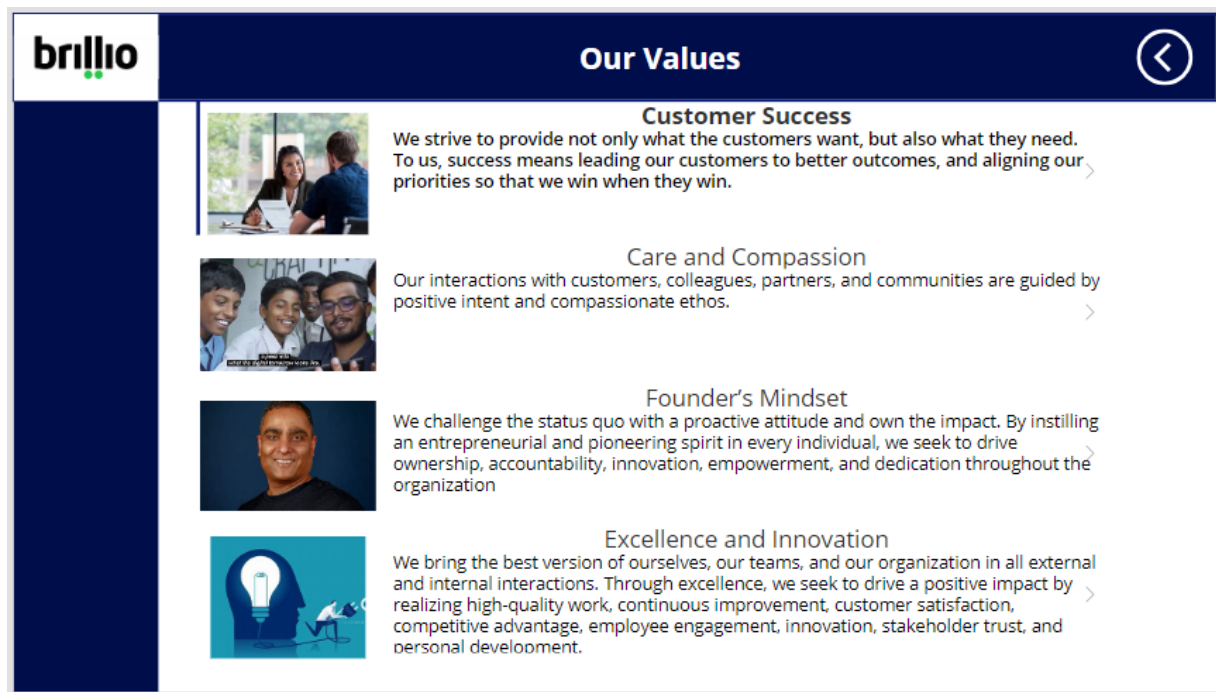 brillio
Our Values
Customer Success
We strive to provide not only what the customers want, but also what they need.
To us, success means leading our customers to better outcomes, and aligning our
priorities so that we win when they win.
Care and Compassion
Our interactions with customers, colleagues, partners, and communities are guided by
positive intent and compassionate ethos.
what the digital tomorrow looks like.
Founder’s Mindset
We challenge the status quo with a proactive attitude and own the impact. By instilling
an entrepreneurial and pioneering spirit in every individual, we seek to drive
ownership, accountability, innovation, empowerment, and dedication throughout the
organization
Excellence and Innovation
We bring the best version of ourselves, our teams, and our organization in all external
and internal interactions. Through excellence, we seek to drive a positive impact by
realizing high-quality work, continuous improvement, customer satisfaction,
competitive advantage, employee engagement, innovation, stakeholder trust, and
personal development.